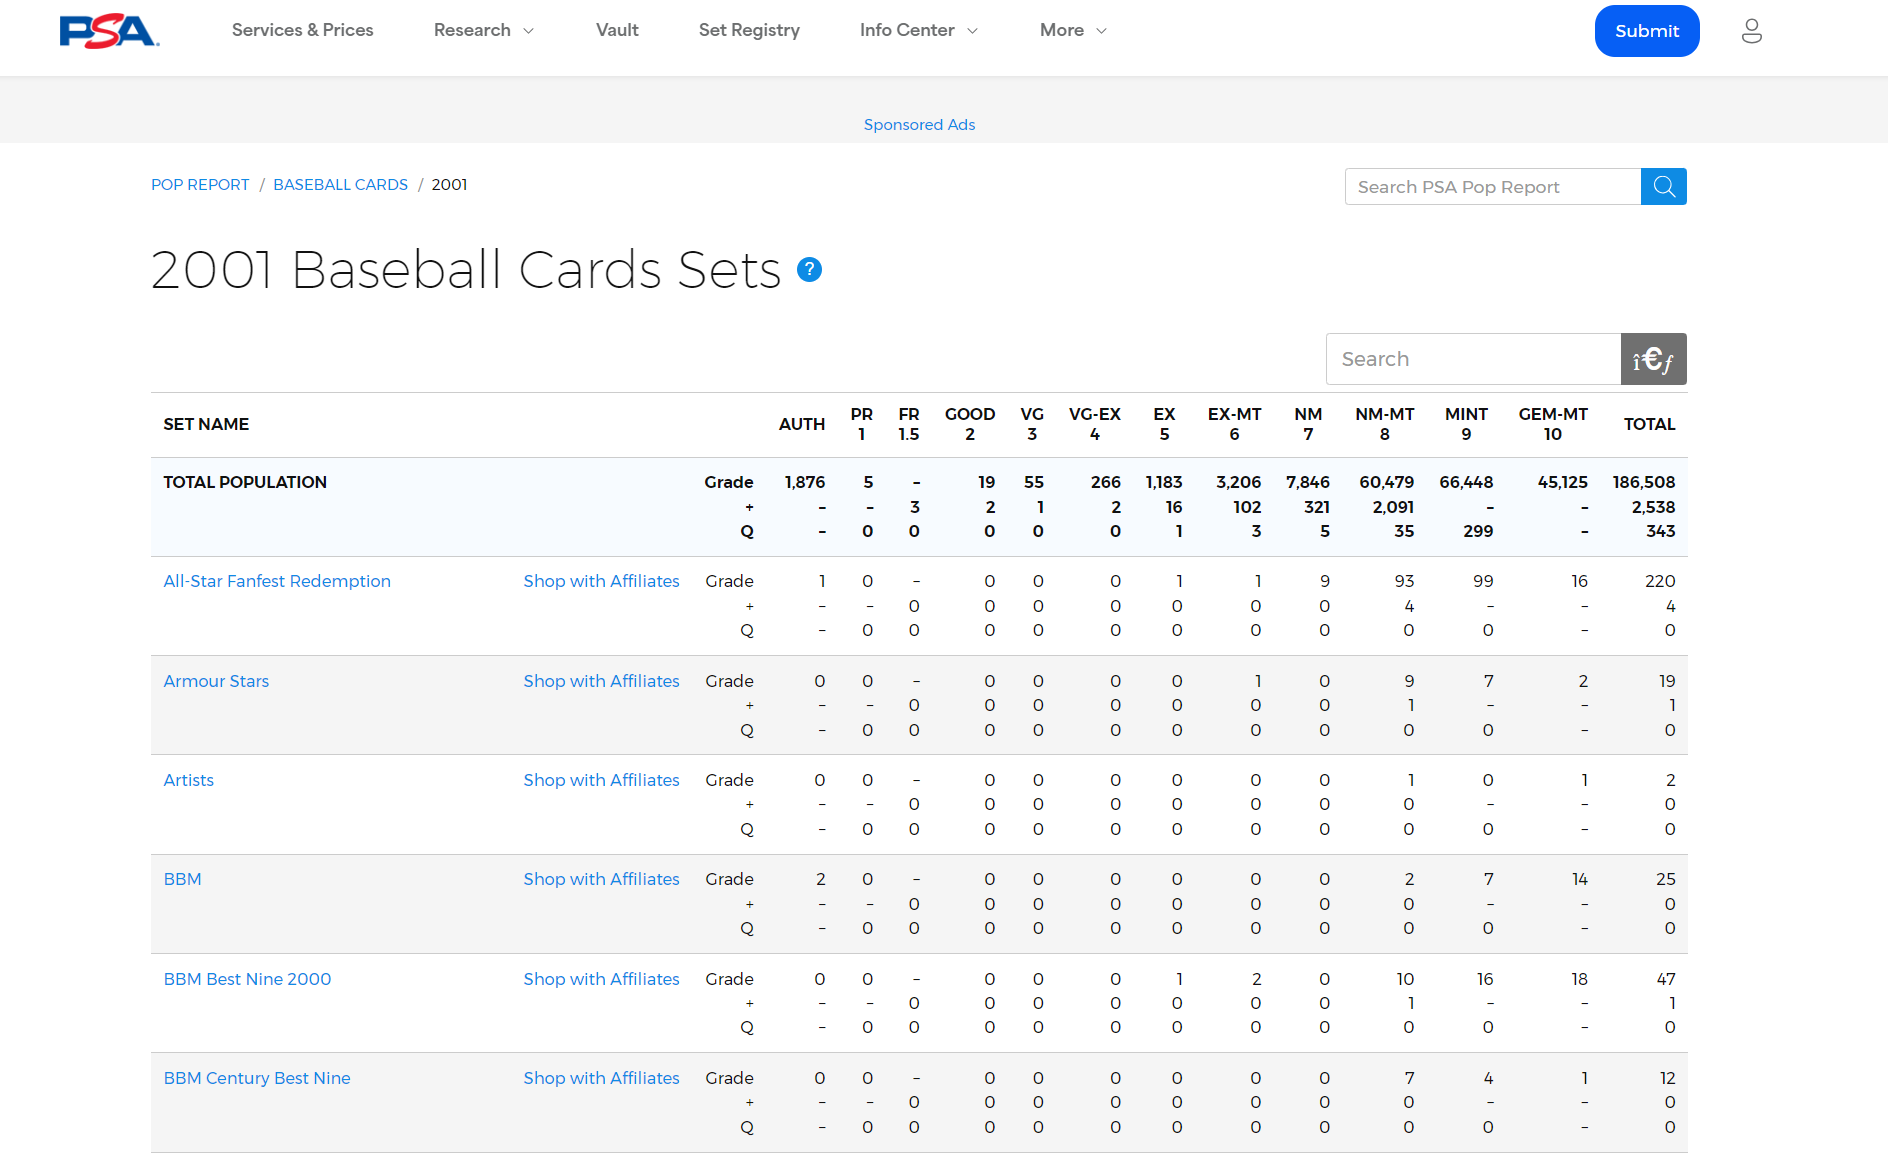 PSA
Services & Prices Research Vault Set Registry Info Center More Submit
Sponsored Ads
POP REPORT / BASEBALL CARDS / 2001
Search PSA Pop Report
2001 Baseball Cards Sets ?
Search î€ƒ
SET NAME AUTH PR 1 FR 1.5 GOOD 2 VG 3 VG-EX 4 EX 5 EX-MT 6 NM 7 NM-MT 8 MINT 9 GEM-MT 10 TOTAL
TOTAL POPULATION Grade 1,876 5 - 19 55 266 1,183 3,206 7,846 60,479 66,448 45,125 186,508
+ - - 3 2 1 2 16 102 321 2,091 - - 2,538
Q - 0 0 0 0 0 1 3 5 35 299 - 343
All-Star Fanfest Redemption Shop with Affiliates Grade 1 0 - 0 0 0 1 1 9 93 99 16 220
+ - - 0 0 0 0 0 0 0 4 - - 4
Q - 0 0 0 0 0 0 0 0 0 0 - 0
Armour Stars Shop with Affiliates Grade 0 0 - 0 0 0 0 1 0 9 7 2 19
+ - - 0 0 0 0 0 0 0 1 - - 1
Q - 0 0 0 0 0 0 0 0 0 0 - 0
Artists Shop with Affiliates Grade 0 0 - 0 0 0 0 0 0 1 0 1 2
+ - - 0 0 0 0 0 0 0 0 - - 0
Q - 0 0 0 0 0 0 0 0 0 0 - 0
BBM Shop with Affiliates Grade 2 0 - 0 0 0 0 0 0 2 7 14 25
+ - - 0 0 0 0 0 0 0 0 - - 0
Q - 0 0 0 0 0 0 0 0 0 0 - 0
BBM Best Nine 2000 Shop with Affiliates Grade 0 0 - 0 0 0 1 2 0 10 16 18 47
+ - - 0 0 0 0 0 0 0 1 - - 1
Q - 0 0 0 0 0 0 0 0 0 0 - 0
BBM Century Best Nine Shop with Affiliates Grade 0 0 - 0 0 0 0 0 0 7 4 1 12
+ - - 0 0 0 0 0 0 0 0 - - 0
Q - 0 0 0 0 0 0 0 0 0 0 - 0